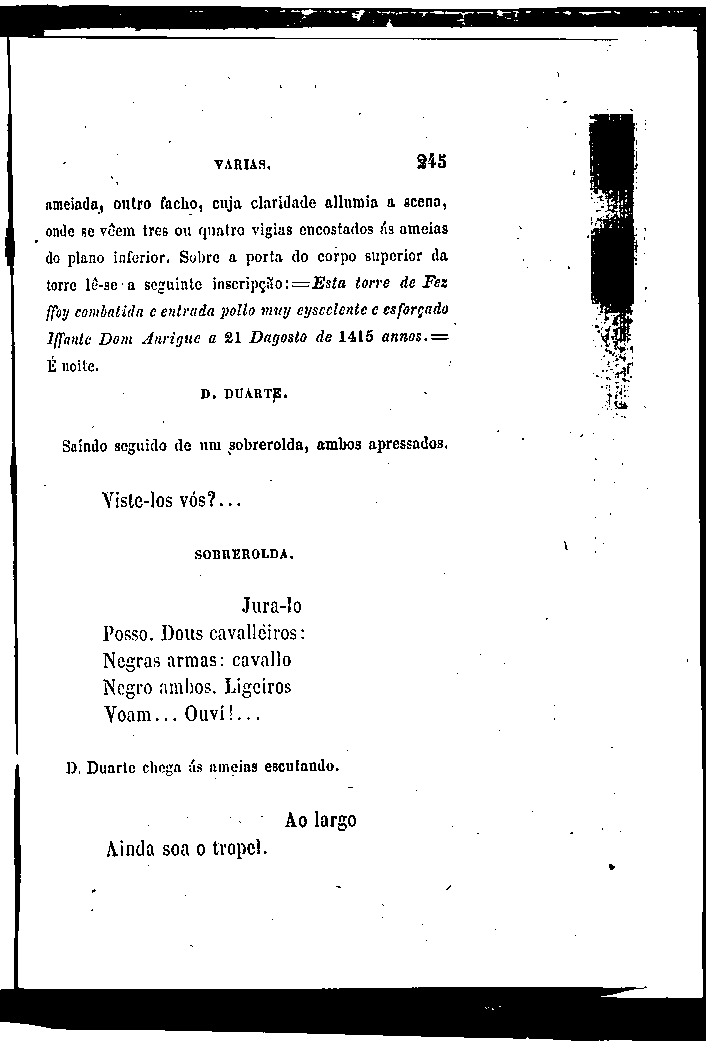 VARIAS. 245
ameiada, outro facho, cuja claridade allumia a scena,
onde se vêem tres ou quatro vigias encostados ás ameias
do plano inferior. Sobre a porta do corpo superior da
torre lê-se a seguinte inscripção:=Esta torre de Fez
ffoy combatida e entrada pollo muy eyscelente e esforçado
Iffante Dom Anrique a 21 Dagosto de 1415 annos.=
É noite.
D. DUARTE.
Saíndo seguido de um sobrerolda, ambos apressados.
Viste-los vós?...
SOBREROLDA.
Jura-lo
Posso. Dous cavalleiros:
Negras armas: cavallo
Negro ambos. Ligeiros
Voam... Ouvi!...
D. Duarte chega ás ameias escutando.
Ao largo
Ainda soa o tropel.